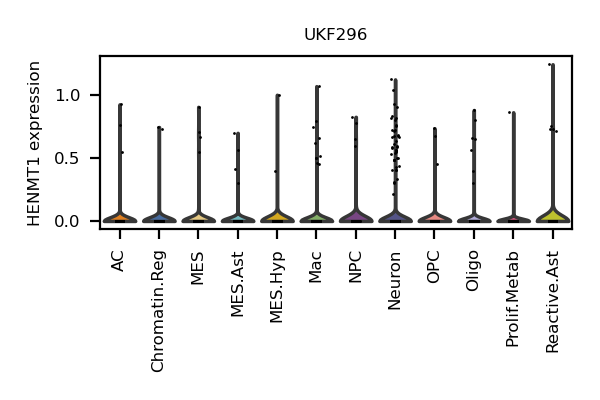 UKF296
HENMT1 expression
1.0
0.5
0.0
AC
Chromatin.Reg
MES
MES.Ast
MES.Hyp
Mac
NPC
Neuron
OPC
Oligo
Prolif.Metab
Reactive.Ast